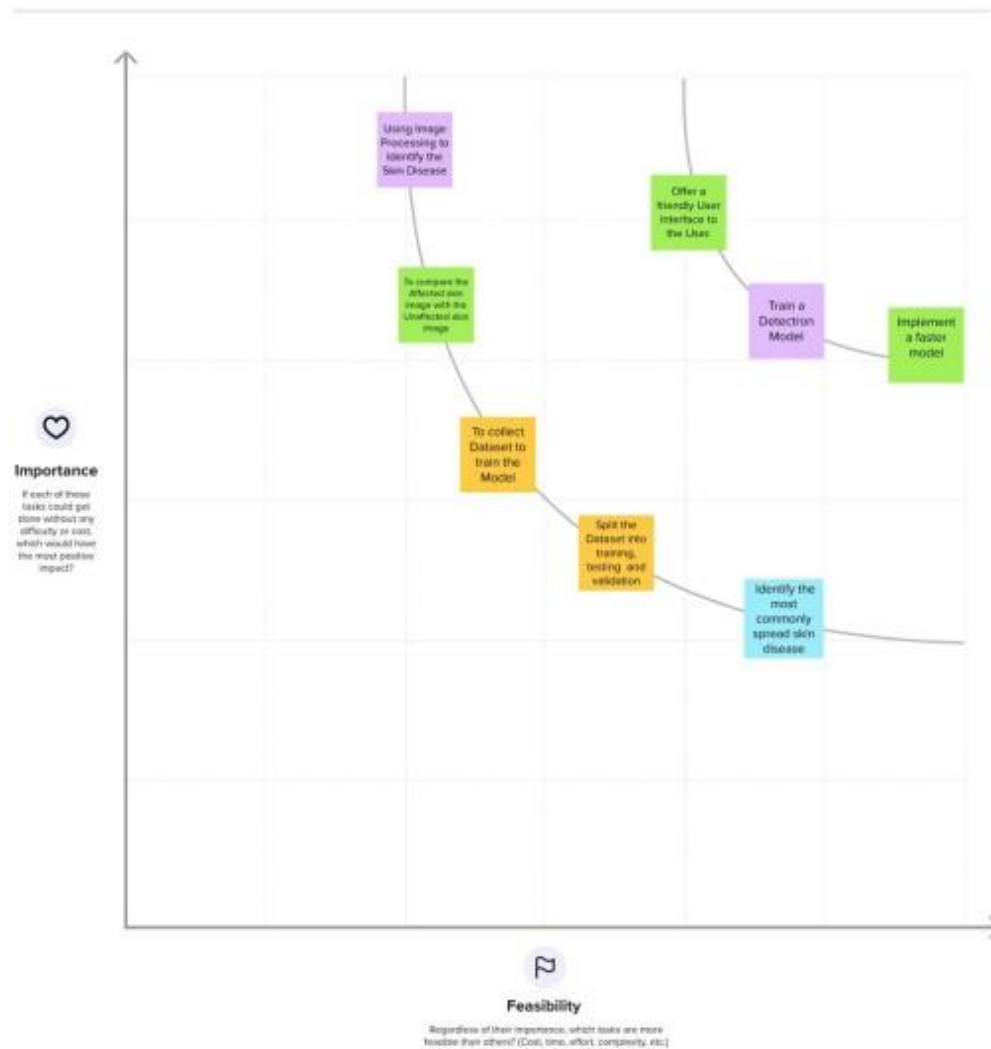 Using Image
Processing to
Identify the
Skin Disease
Offer a
friendly User
Interface to
the User.
To compare the
Affected skin
image with the
Unaffected skin
image
Train a
Detection
Model
Implement
a faster
model
To collect
Dataset to
train the
Model
Importance
If each of these
tasks could get
done without any
difficulty or cost,
which would have
the most positive
impact?
Split the
Dataset into
training,
testing and
validation
Identify the
most
commonly
spread skin
disease
Feasibility
Regardless of their importance, which tasks are more
feasible than others? (Cost, time, effort, complexity, etc.)